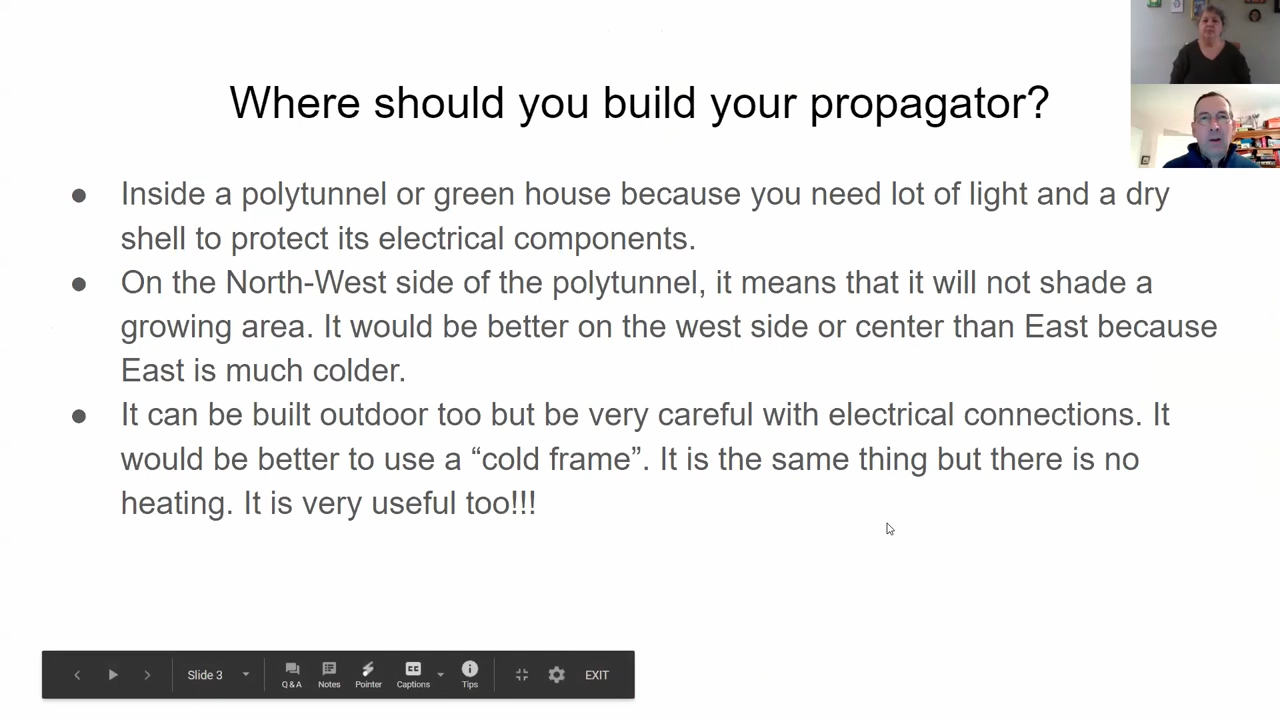 Where should you build your propagator?
● Inside a polytunnel or green house because you need lot of light and a dry
shell to protect its electrical components.
● On the North-West side of the polytunnel, it means that it will not shade a
growing area. It would be better on the west side or center than East because
East is much colder.
● It can be built outdoor too but be very careful with electrical connections. It
would be better to use a “cold frame”. It is the same thing but there is no
heating. It is very useful too!!!
Slide 3
Q & A
Notes
Pointer
CC
Captions
Tips
EXIT